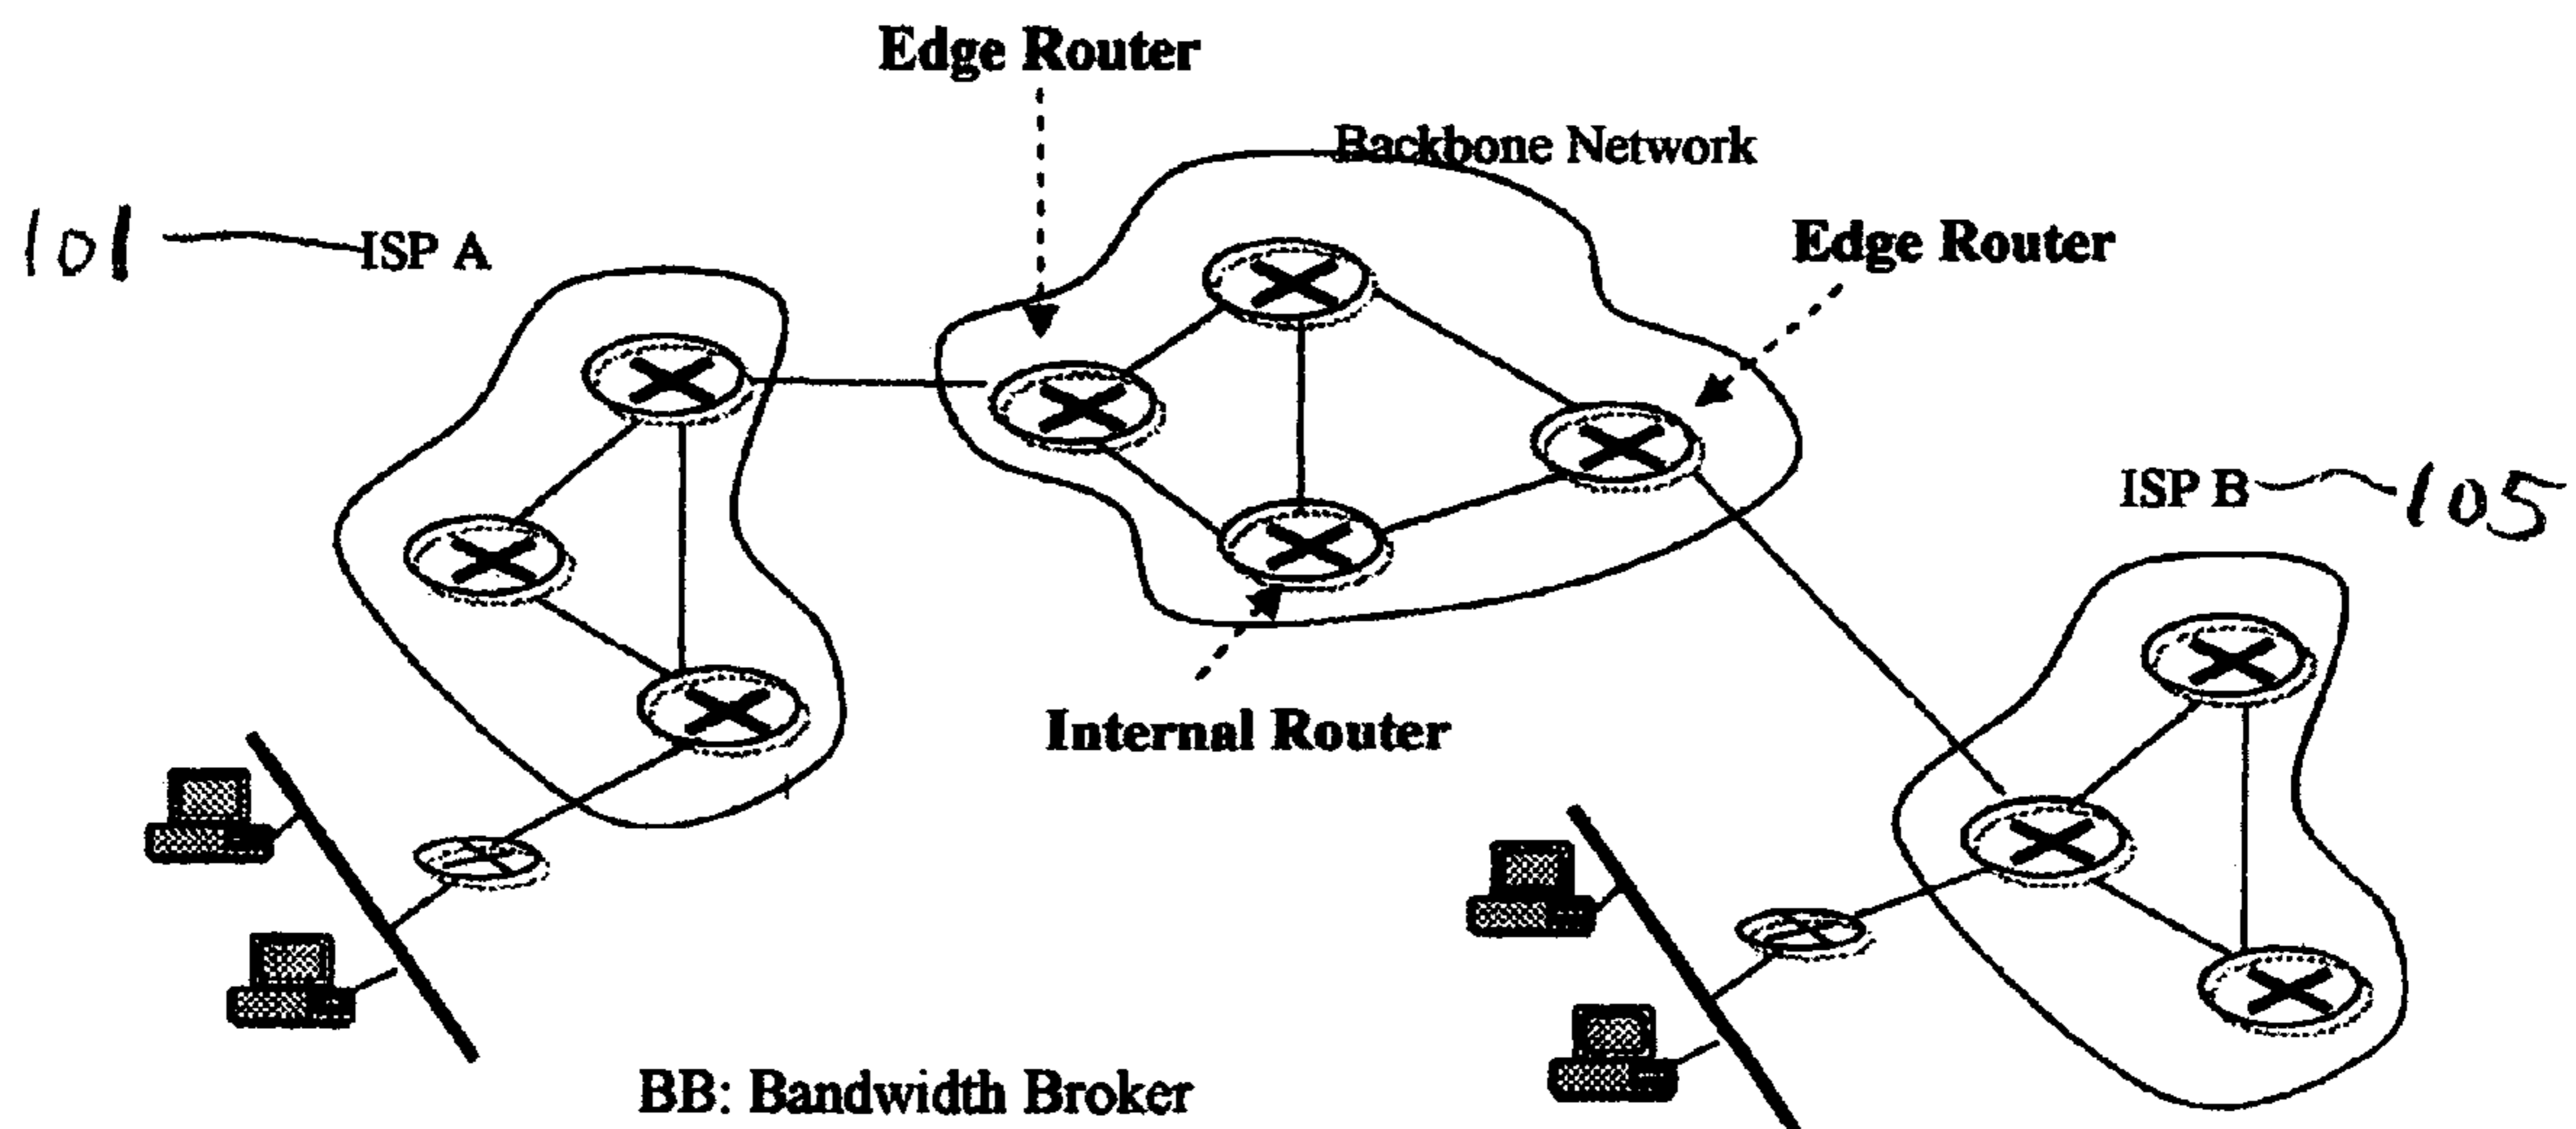 Edge Router
Backbone Network
101 ISP A
Edge Router
ISP B 105
Internal Router
BB: Bandwidth Broker